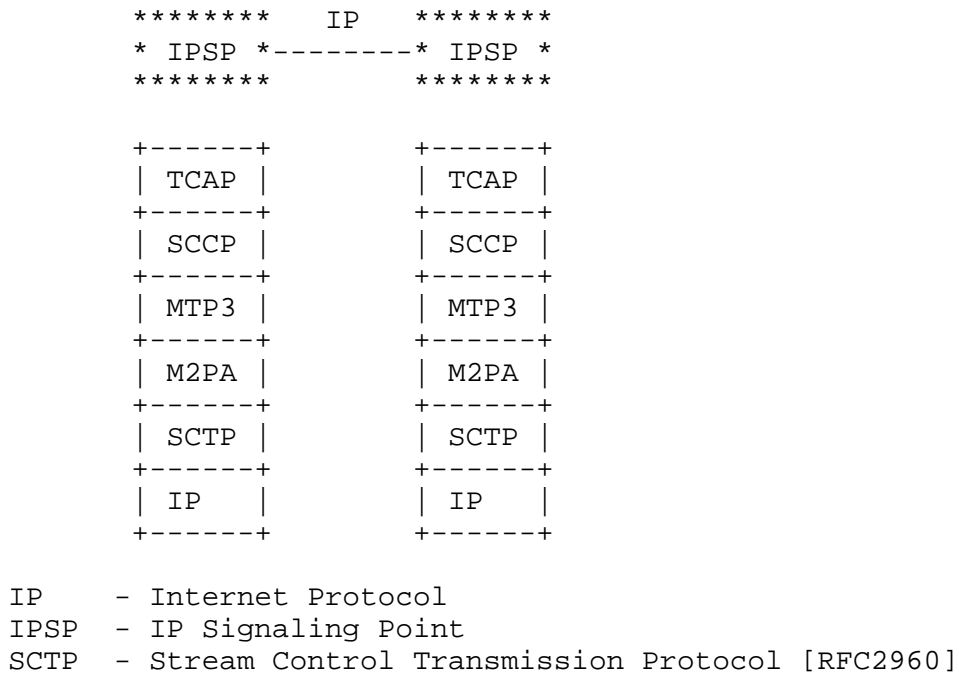 ********   IP   ********
* IPSP *--------* IPSP *
********        ********
+------+        +------+
| TCAP |        | TCAP |
+------+        +------+
| SCCP |        | SCCP |
+------+        +------+
| MTP3 |        | MTP3 |
+------+        +------+
| M2PA |        | M2PA |
+------+        +------+
| SCTP |        | SCTP |
+------+        +------+
| IP   |        | IP   |
+------+        +------+
IP    - Internet Protocol
IPSP  - IP Signaling Point
SCTP  - Stream Control Transmission Protocol [RFC2960]